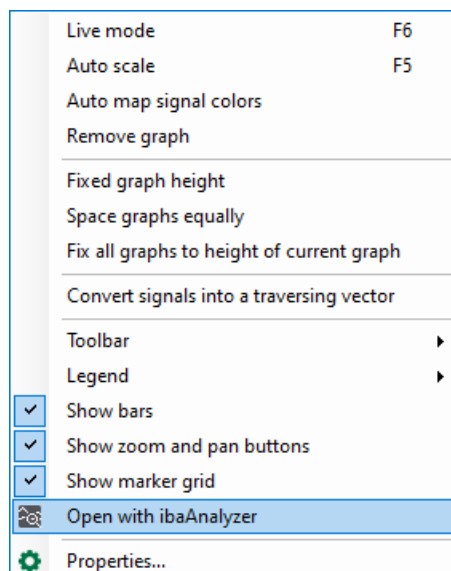 Live mode F6
Auto scale F5
Auto map signal colors
Remove graph
Fixed graph height
Space graphs equally
Fix all graphs to height of current graph
Convert signals into a traversing vector
Toolbar
Legend
Show bars
Show zoom and pan buttons
Show marker grid
Open with ibaAnalyzer
Properties...